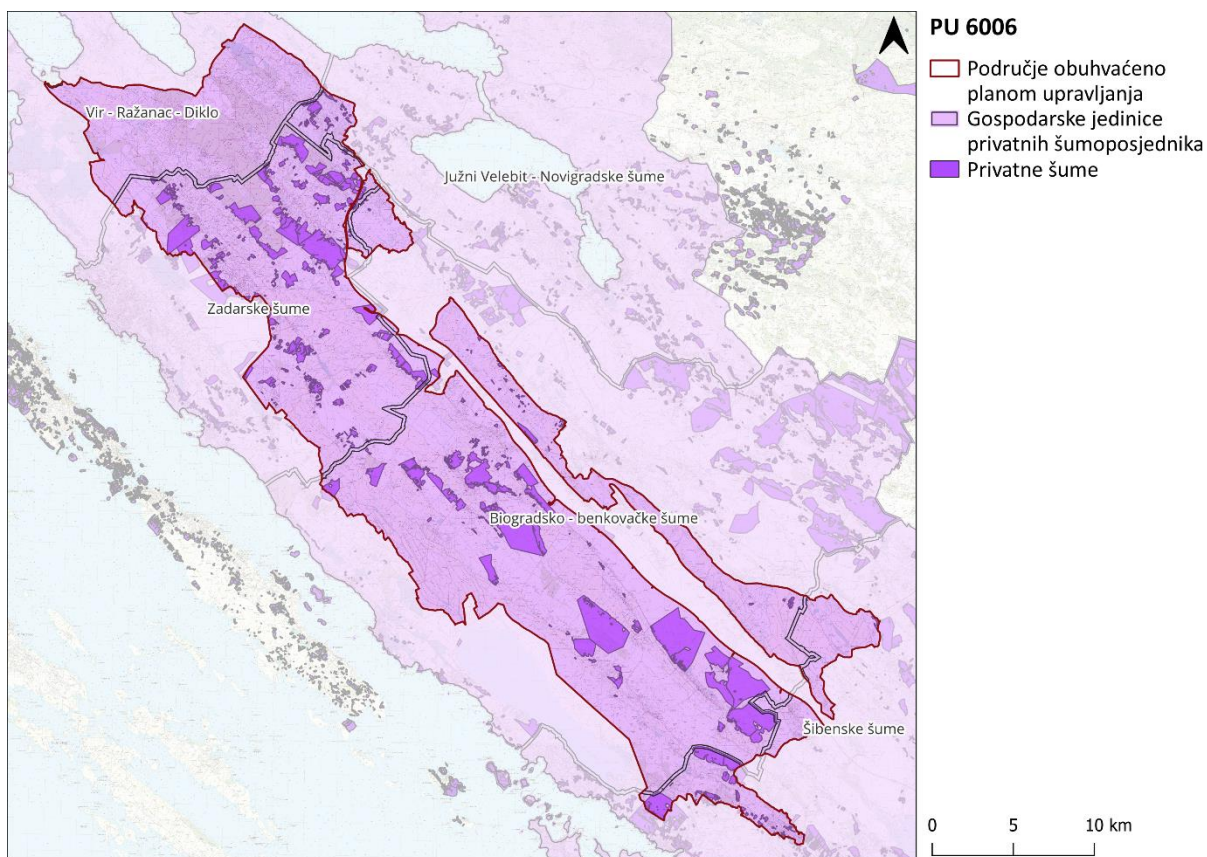 PU 6006
Područje obuhvaćeno
planom upravljanja
Gospodarske jedinice
privatnih šumoposjednika
Privatne šume
Vir - Ražanac - Diklo
Južni Velebit - Novigradske šume
Zadarske šume
Biogradsko - benkovačke šume
Šibenske šume
0 5 10 km